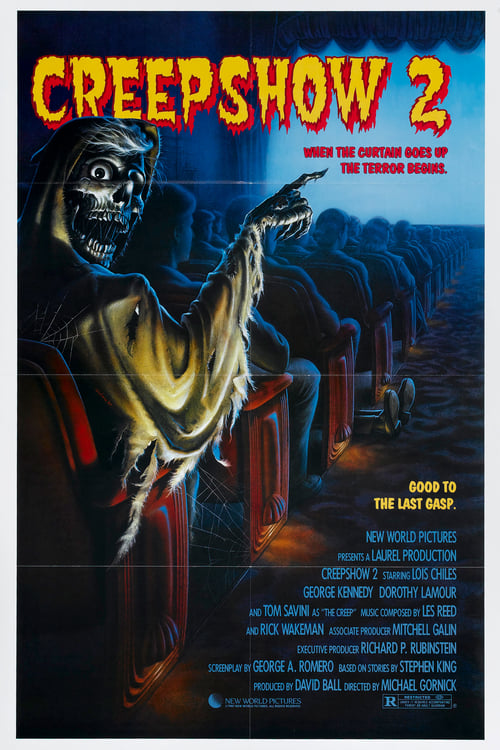 CREEPSHOW 2
WHEN THE CURTAIN GOES UP
THE TERROR BEGINS.
GOOD TO
THE LAST GASP.
NEW WORLD PICTURES
PRESENTS A LAUREL PRODUCTION
CREEPSHOW 2 STARRING LOIS CHILES
GEORGE KENNEDY DOROTHY LAMOUR
AND TOM SAVINI AS "THE CREEP" MUSIC COMPOSED BY LES REED
AND RICK WAKEMAN ASSOCIATE PRODUCER MITCHELL GALIN
EXECUTIVE PRODUCER RICHARD P. RUBINSTEIN
SCREENPLAY BY GEORGE A. ROMERO BASED ON STORIES BY STEPHEN KING
PRODUCED BY DAVID BALL DIRECTED BY MICHAEL GORNICK
NEW WORLD PICTURES
R RESTRICTED